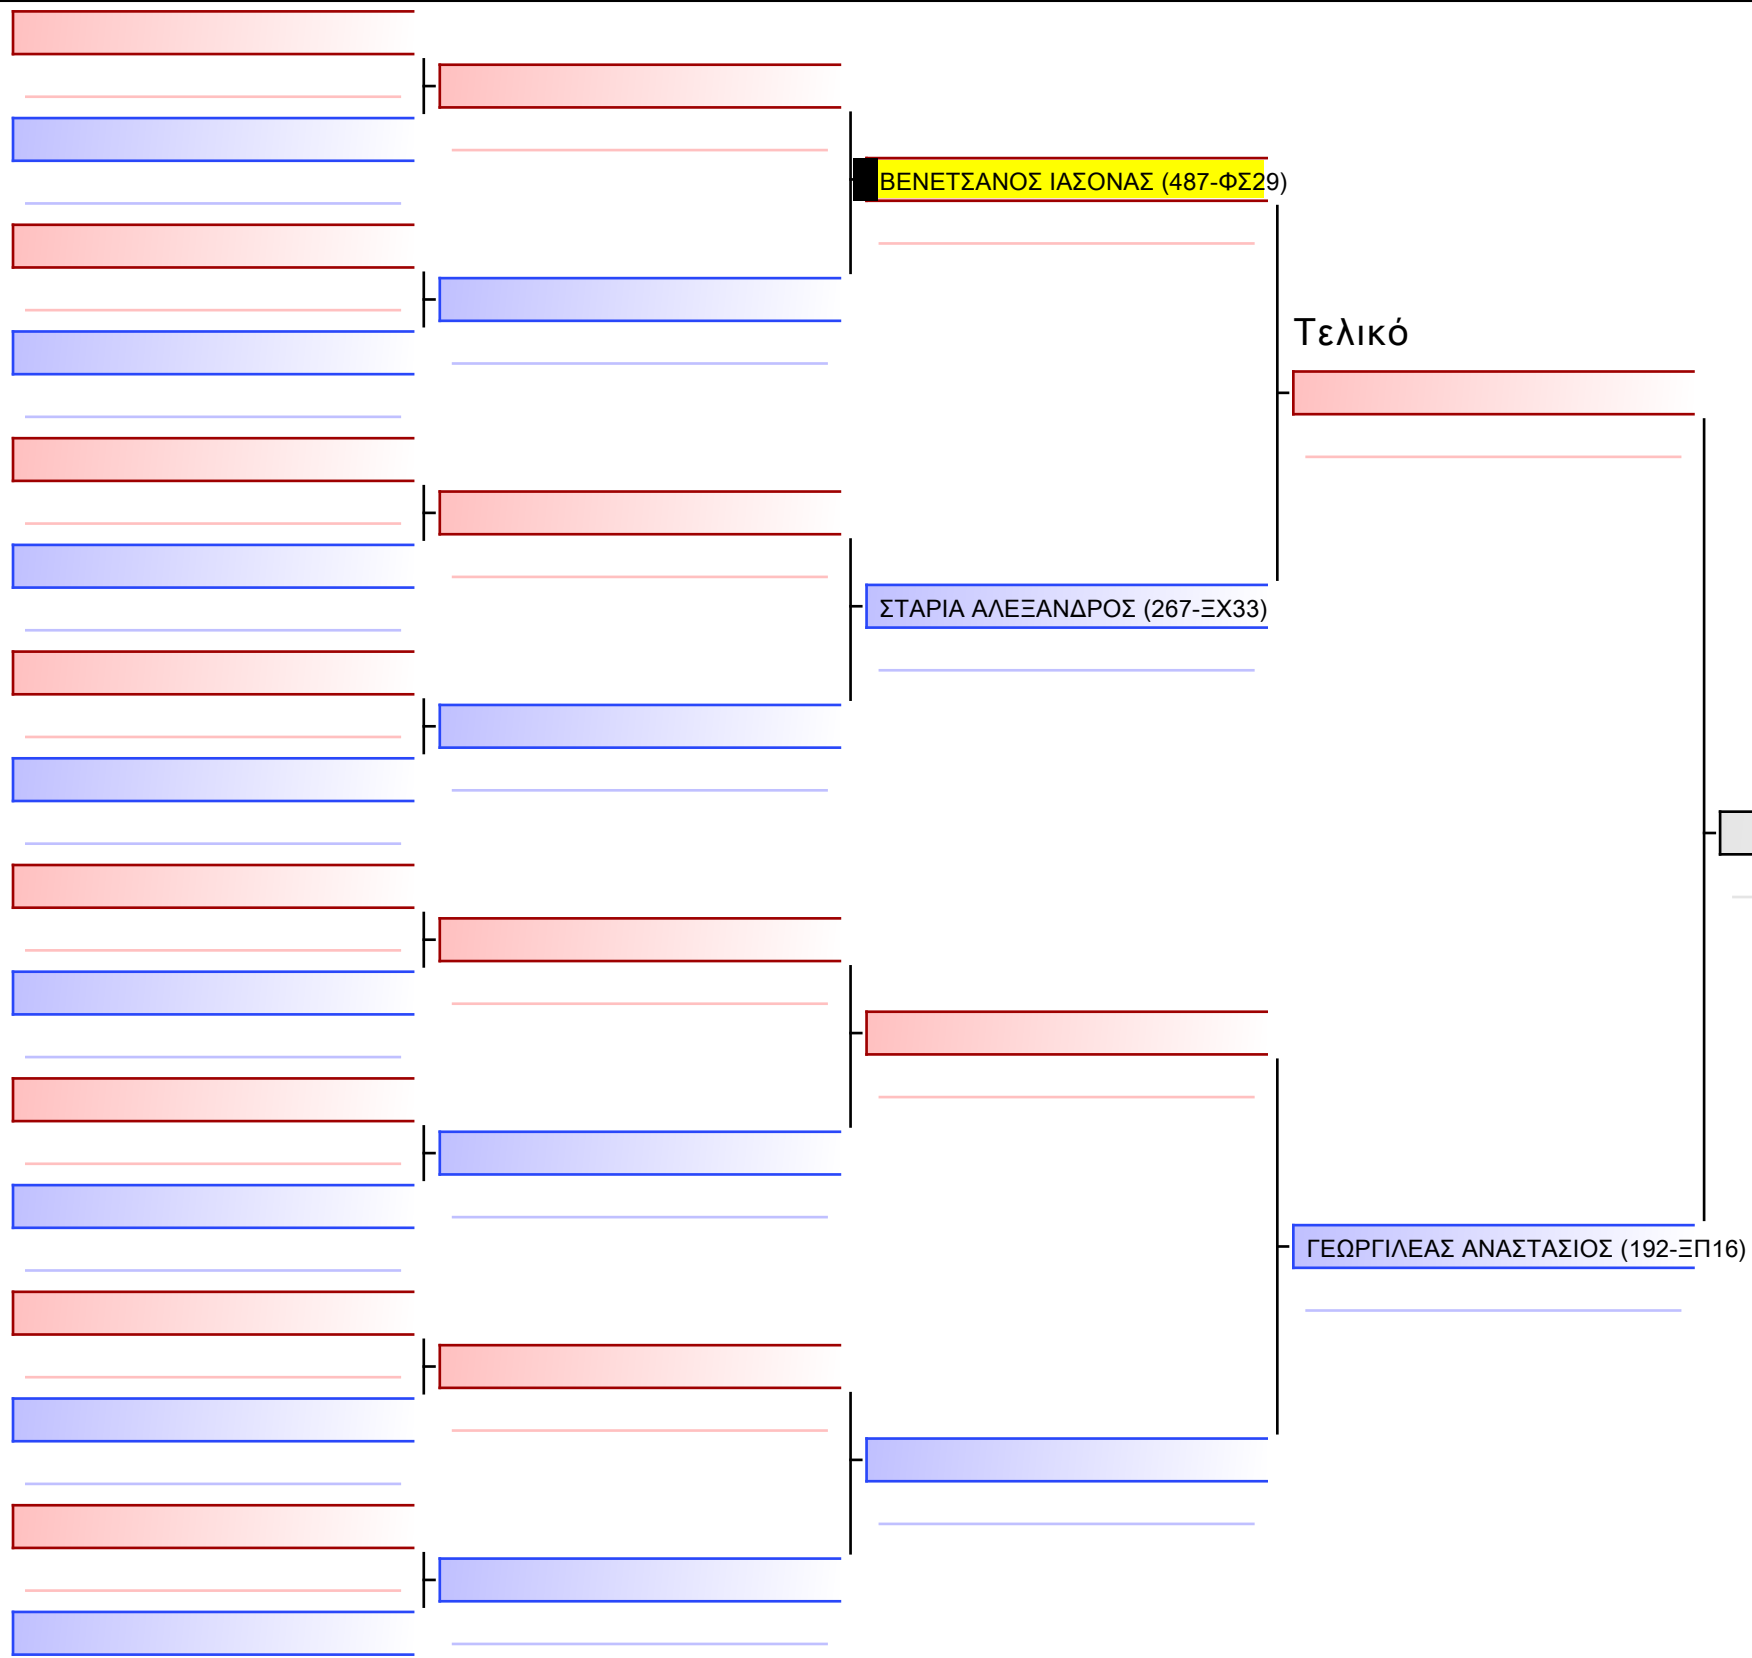 ΒΕΝΕΤΣΑΝΟΣ ΙΑΣΟΝΑΣ (487-ΦΣ29)
Τελικό
ΣΤΑΡΙΑ ΑΛΕΞΑΝΔΡΟΣ (267-ΞΧ33)
ΓΕΩΡΓΙΛΕΑΣ ΑΝΑΣΤΑΣΙΟΣ (192-ΞΠ16)